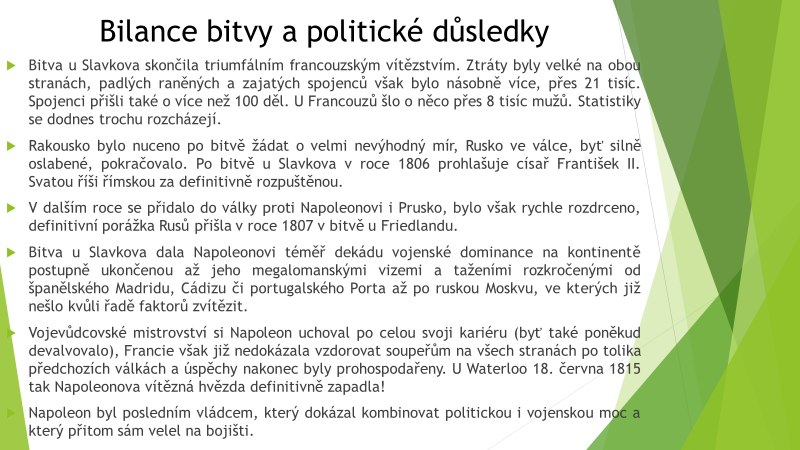 Bilance bitvy a politické důsledky
Bitva u Slavkova skončila triumfálním francouzským vítězstvím. Ztráty byly velké na obou
stranách, padlých raněných a zajatých spojenců však bylo násobně více, přes 21 tisíc.
Spojenci přišli také o více než 100 děl. U Francouzů šlo o něco přes 8 tisíc mužů. Statistiky
se dodnes trochu rozcházejí.
Rakousko bylo nuceno po bitvě žádat o velmi nevýhodný mír, Rusko ve válce, byť silně
oslabené, pokračovalo. Po bitvě u Slavkova v roce 1806 prohlašuje císař František II.
Svatou říši římskou za definitivně rozpuštěnou.
V dalším roce se přidalo do války proti Napoleonovi i Prusko, bylo však rychle rozdrceno,
definitivní porážka Rusů přišla v roce 1807 v bitvě u Friedlandu.
Bitva u Slavkova dala Napoleonovi téměř dekádu vojenské dominance na kontinentě
postupně ukončenou až jeho megalomanskými vizemi a taženími rozkročenými od
španělského Madridu, Cádizu či portugalského Porta až po ruskou Moskvu, ve kterých již
nešlo kvůli řadě faktorů zvítězit.
Vojevůdcovské mistrovství si Napoleon uchoval po celou svoji kariéru (byť také poněkud
devalvovalo), Francie však již nedokázala vzdorovat soupeřům na všech stranách po tolika
předchozích válkách a úspěchy nakonec byly prohospodařeny. U Waterloo 18. června 1815
tak Napoleonova vítězná hvězda definitivně zapadla!
Napoleon byl posledním vládcem, který dokázal kombinovat politickou i vojenskou moc a
který přitom sám velel na bojišti.